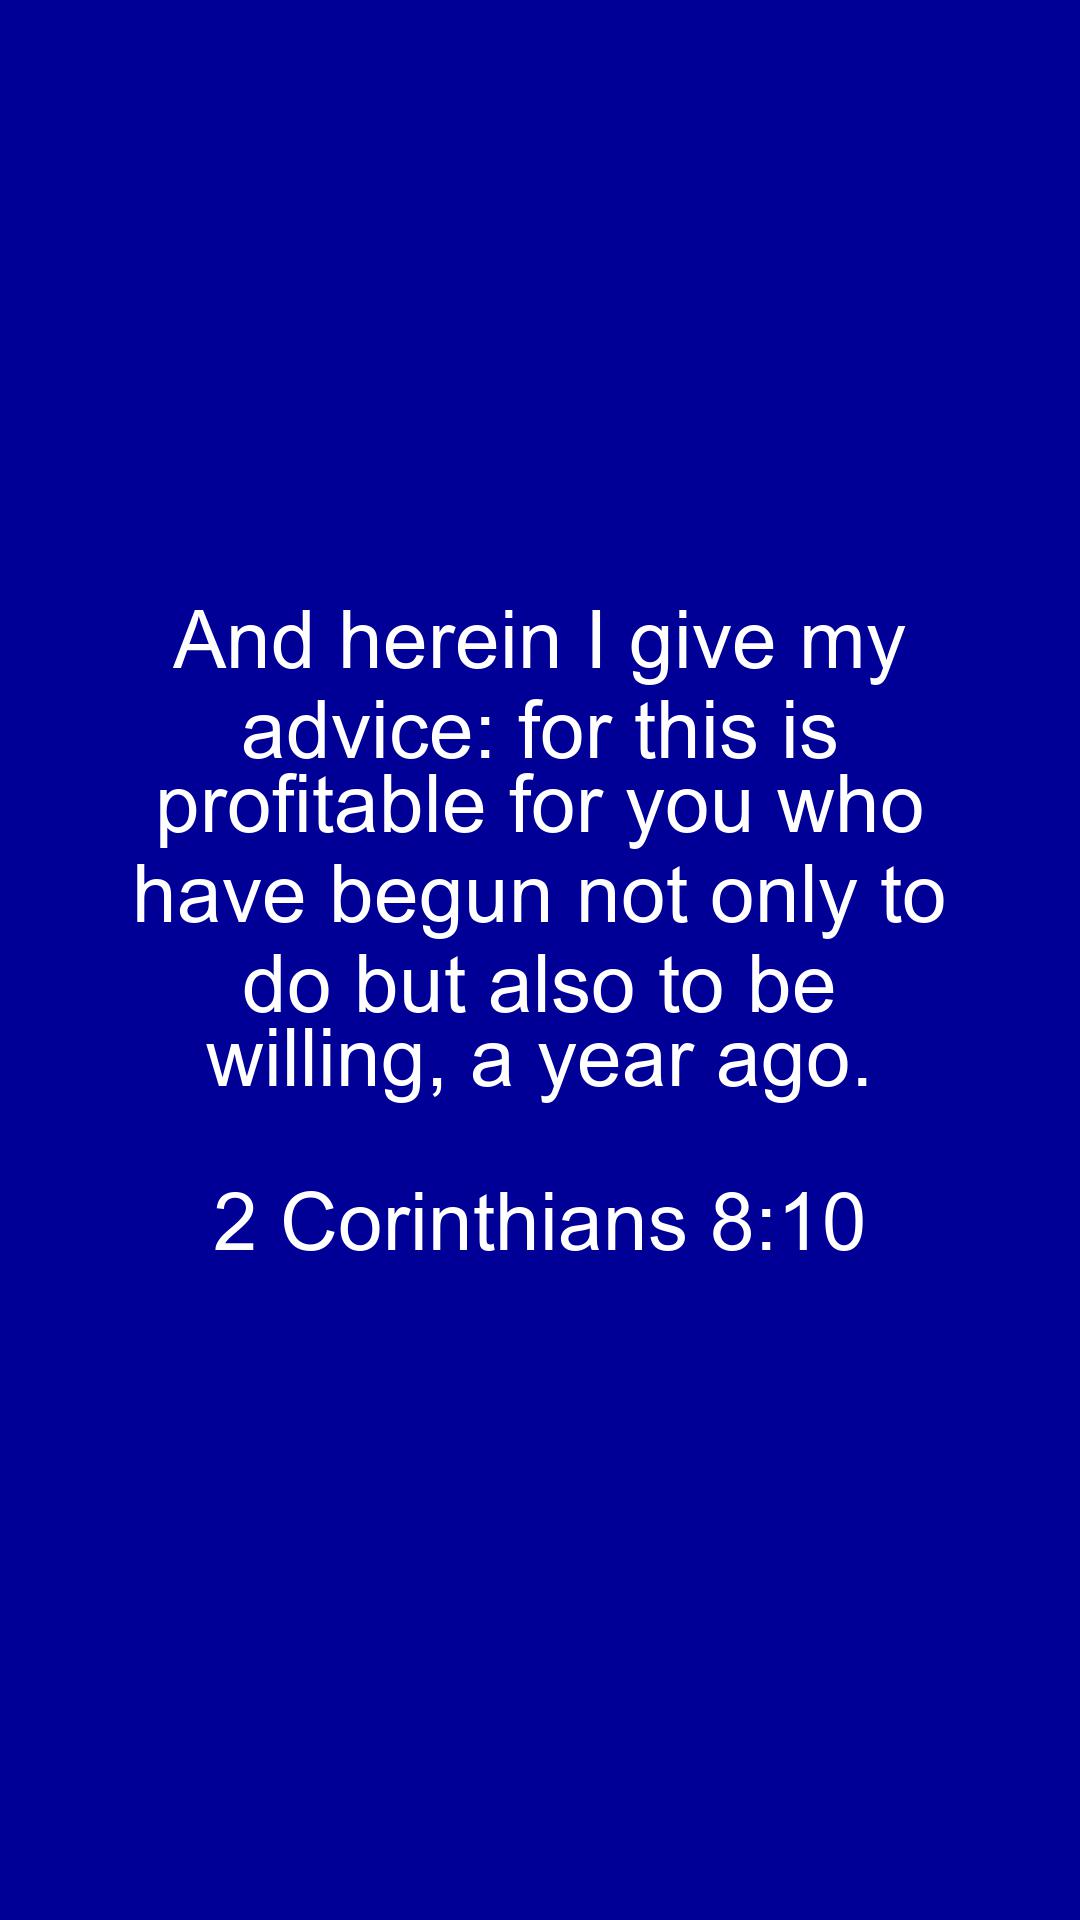 And herein I give my
advice: for this is
profitable for you who
have begun not only to
do but also to be
willing, a year ago.
2 Corinthians 8:10